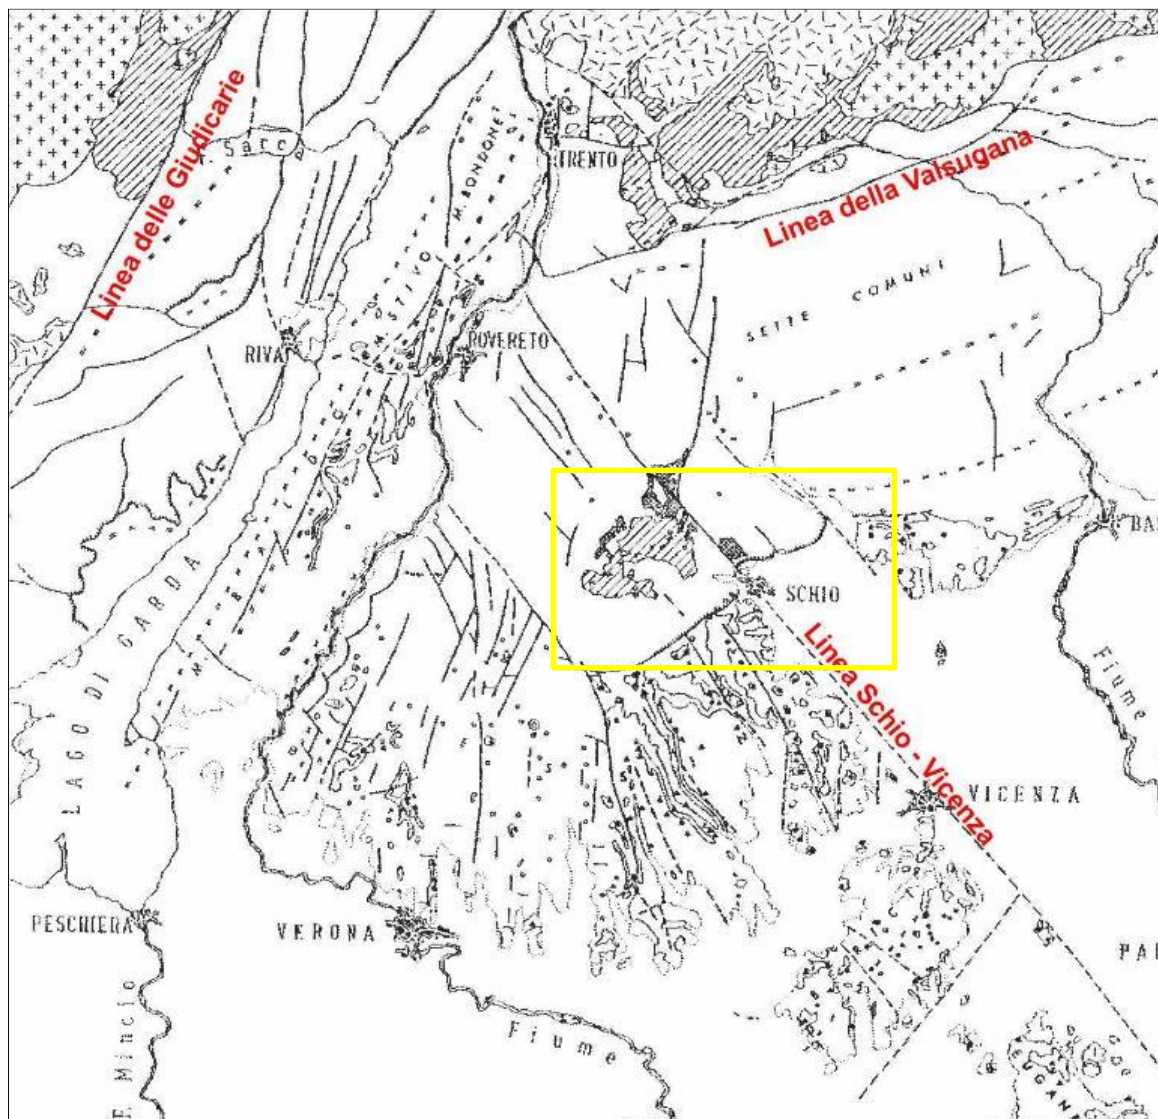 Linea delle Giudicarie
Sarca
TRENTO
M. BONDONE
Linea della Valsugana
M. STIVO
SETTE COMUNI
RIVA
ROVERETO
LAGO DI GARDA
SCHIO
Linea Schio - Vicenza
Fiume
VICENZA
PESCHIERA
VERONA
PAD
Mincio
Fiume